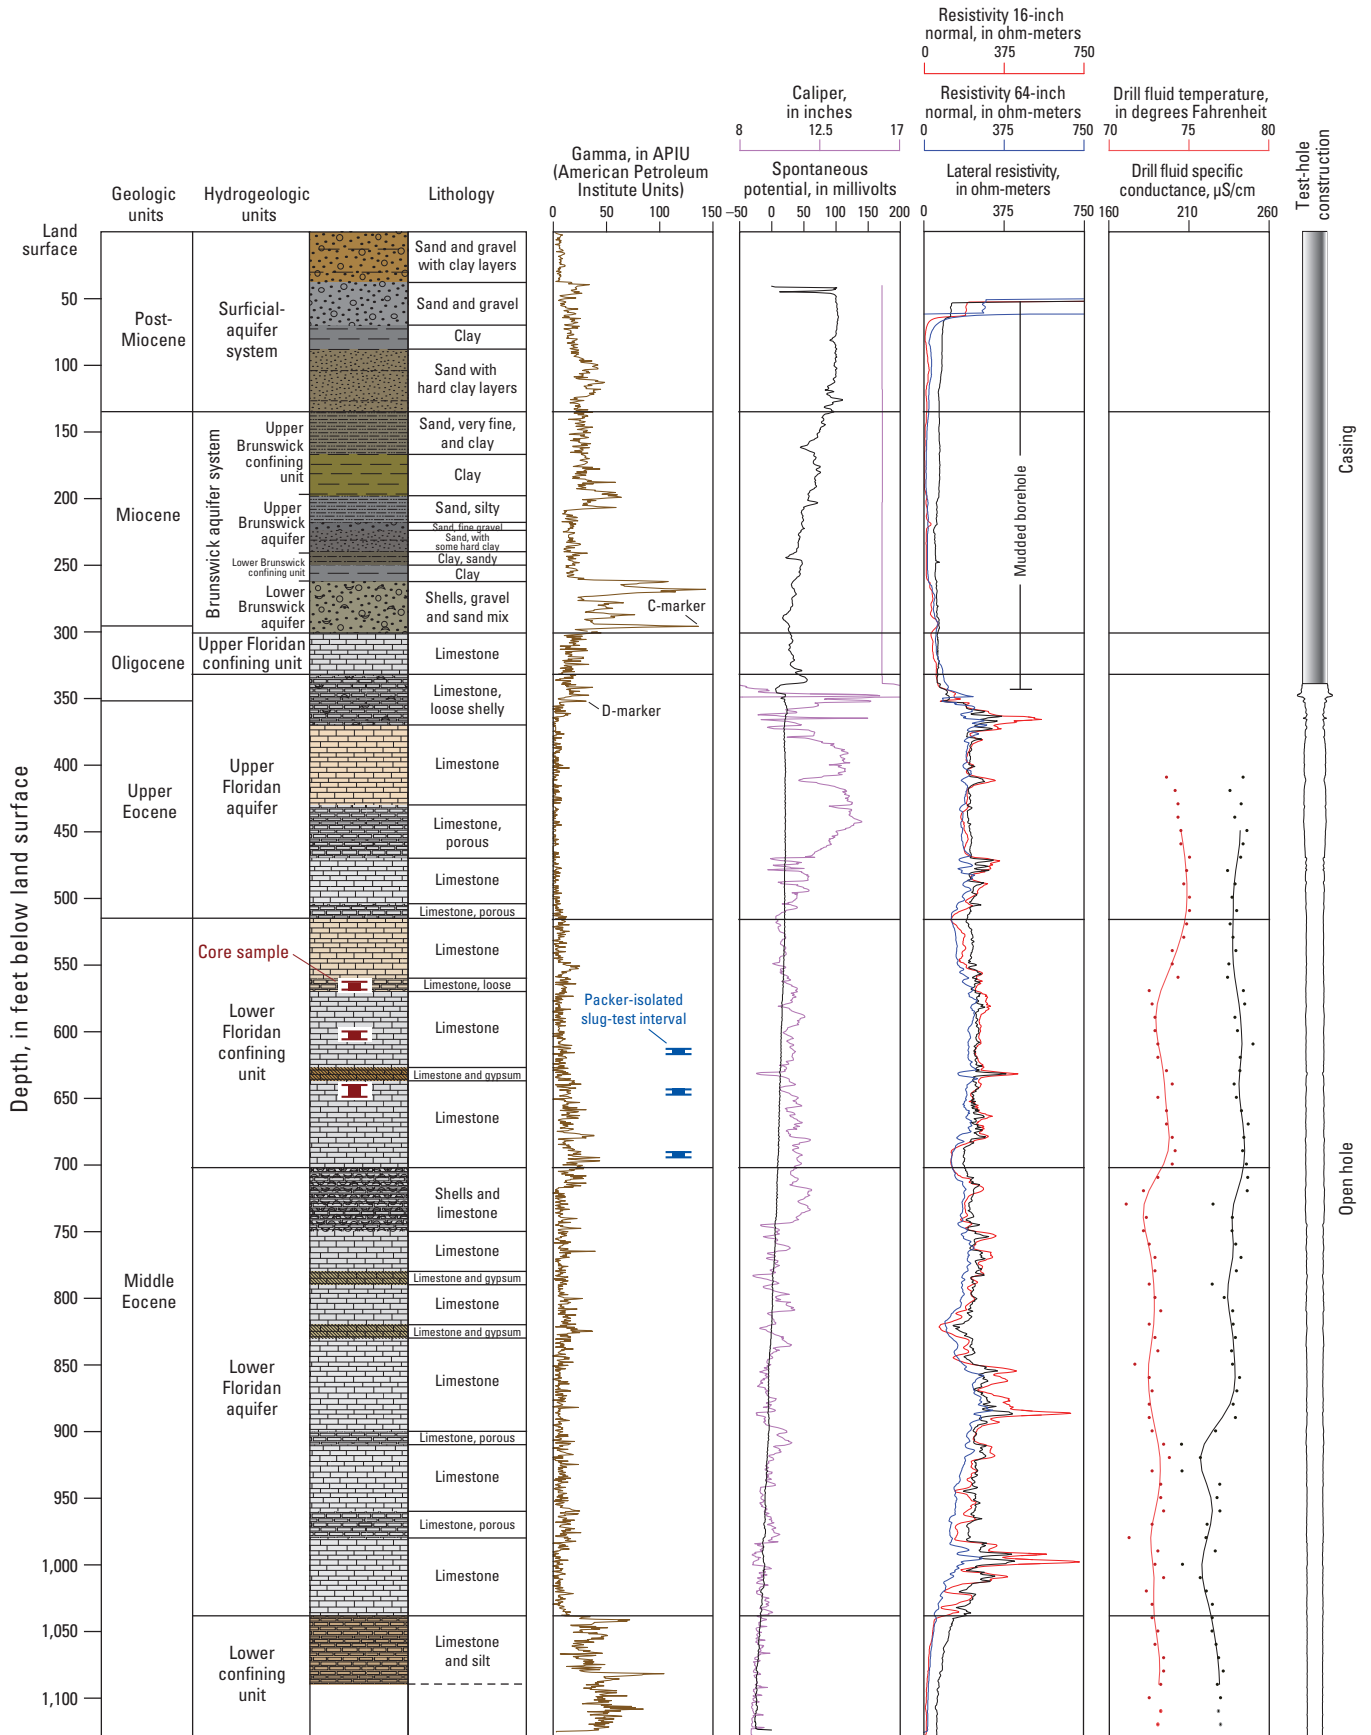 Resistivity 16-inch
normal, in ohm-meters
0 375 750
Caliper,
in inches
8 12.5 17
Resistivity 64-inch
normal, in ohm-meters
0 375 750
Drill fluid temperature,
in degrees Fahrenheit
70 75 80
Geologic
units
Hydrogeologic
units
Lithology
Gamma, in APIU
(American Petroleum
Institute Units)
0 50 100 150
Spontaneous
potential, in millivolts
−50 0 50 100 150 200
Lateral resistivity,
in ohm-meters
0 375 750
Drill fluid specific
conductance, µS/cm
160 210 260
Test-hole
construction
Depth, in feet below land surface
Land
surface
50
100
150
200
250
300
350
400
450
500
550
600
650
700
750
800
850
900
950
1,000
1,050
1,100
Post-
Miocene
Miocene
Oligocene
Upper
Eocene
Middle
Eocene
Surficial-
aquifer
system
Brunswick aquifer system
Upper
Brunswick
confining
unit
Upper
Brunswick
aquifer
Lower Brunswick
confining unit
Lower
Brunswick
aquifer
Upper Floridan
confining unit
Upper
Floridan
aquifer
Lower
Floridan
confining
unit
Lower
Floridan
aquifer
Lower
confining
unit
Core sample
Sand and gravel
with clay layers
Sand and gravel
Clay
Sand with
hard clay layers
Sand, very fine,
and clay
Clay
Sand, silty
Sand, fine gravel
Sand, with
some hard clay
Clay, sandy
Clay
Shells, gravel
and sand mix
Limestone
Limestone,
loose shelly
Limestone
Limestone,
porous
Limestone
Limestone, porous
Limestone
Limestone, loose
Limestone
Limestone and gypsum
Limestone
Shells and
limestone
Limestone
Limestone and gypsum
Limestone
Limestone and gypsum
Limestone
Limestone, porous
Limestone
Limestone, porous
Limestone
Limestone
and silt
C-marker
D-marker
Packer-isolated
slug-test interval
Mudded borehole
Casing
Open hole